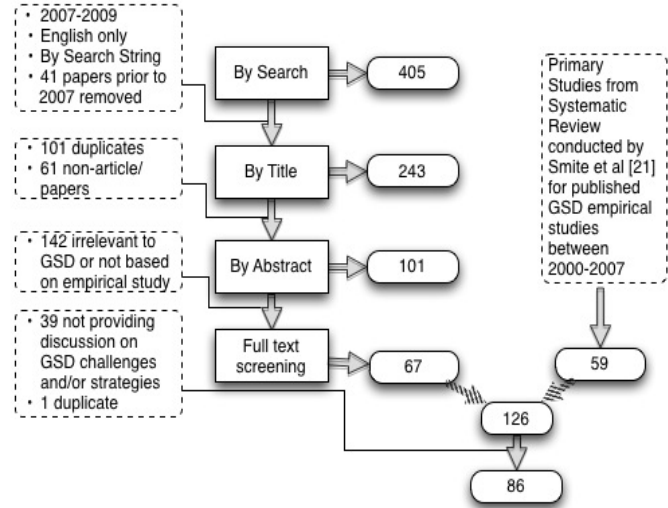 • 2007-2009
• English only
• By Search String
• 41 papers prior to
2007 removed
By Search
405
• 101 duplicates
• 61 non-article/
papers
By Title
243
• 142 irrelevant to
GSD or not based
on empirical study
By Abstract
101
• 39 not providing
discussion on
GSD challenges
and/or strategies
• 1 duplicate
Full text
screening
67
Primary
Studies from
Systematic
Review
conducted by
Smite et al [21]
for published
GSD empirical
studies
between
2000-2007
59
126
86